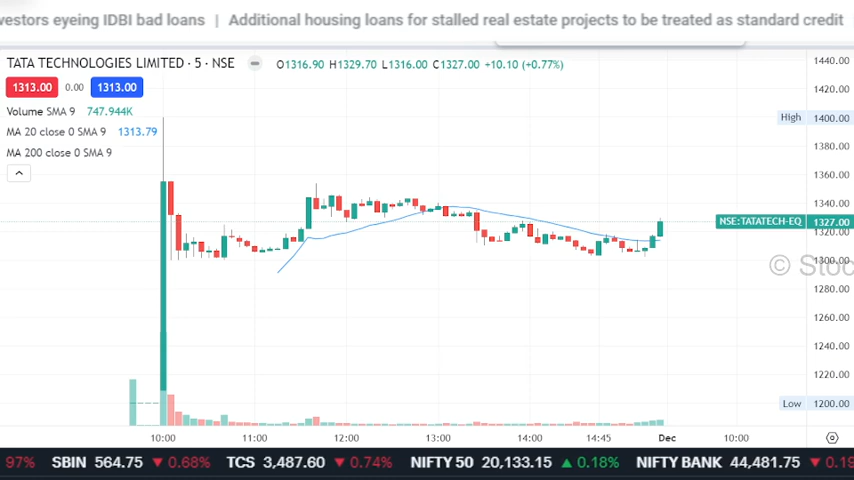 vestors eyeing IDBI bad loans | Additional housing loans for stalled real estate projects to be treated as standard credit
TATA TECHNOLOGIES LIMITED · 5 · NSE O1316.90 H1329.70 L1316.00 C1327.00 +10.10 (+0.77%)
1313.00 0.00 1313.00
Volume SMA 9 747.944K
MA 20 close 0 SMA 9 1313.79
MA 200 close 0 SMA 9
1440.00
1420.00
High 1400.00
1380.00
1360.00
1340.00
NSE:TATATECH-EQ 1327.00
1320.00
1300.00
© Stoc
1280.00
1260.00
1240.00
1220.00
Low 1200.00
10:00 11:00 12:00 13:00 14:00 14:45 Dec 10:00
97% SBIN 564.75 ▼ 0.68% TCS 3,487.60 ▼ 0.74% NIFTY 50 20,133.15 ▲ 0.18% NIFTY BANK 44,481.75 ▼ 0.19